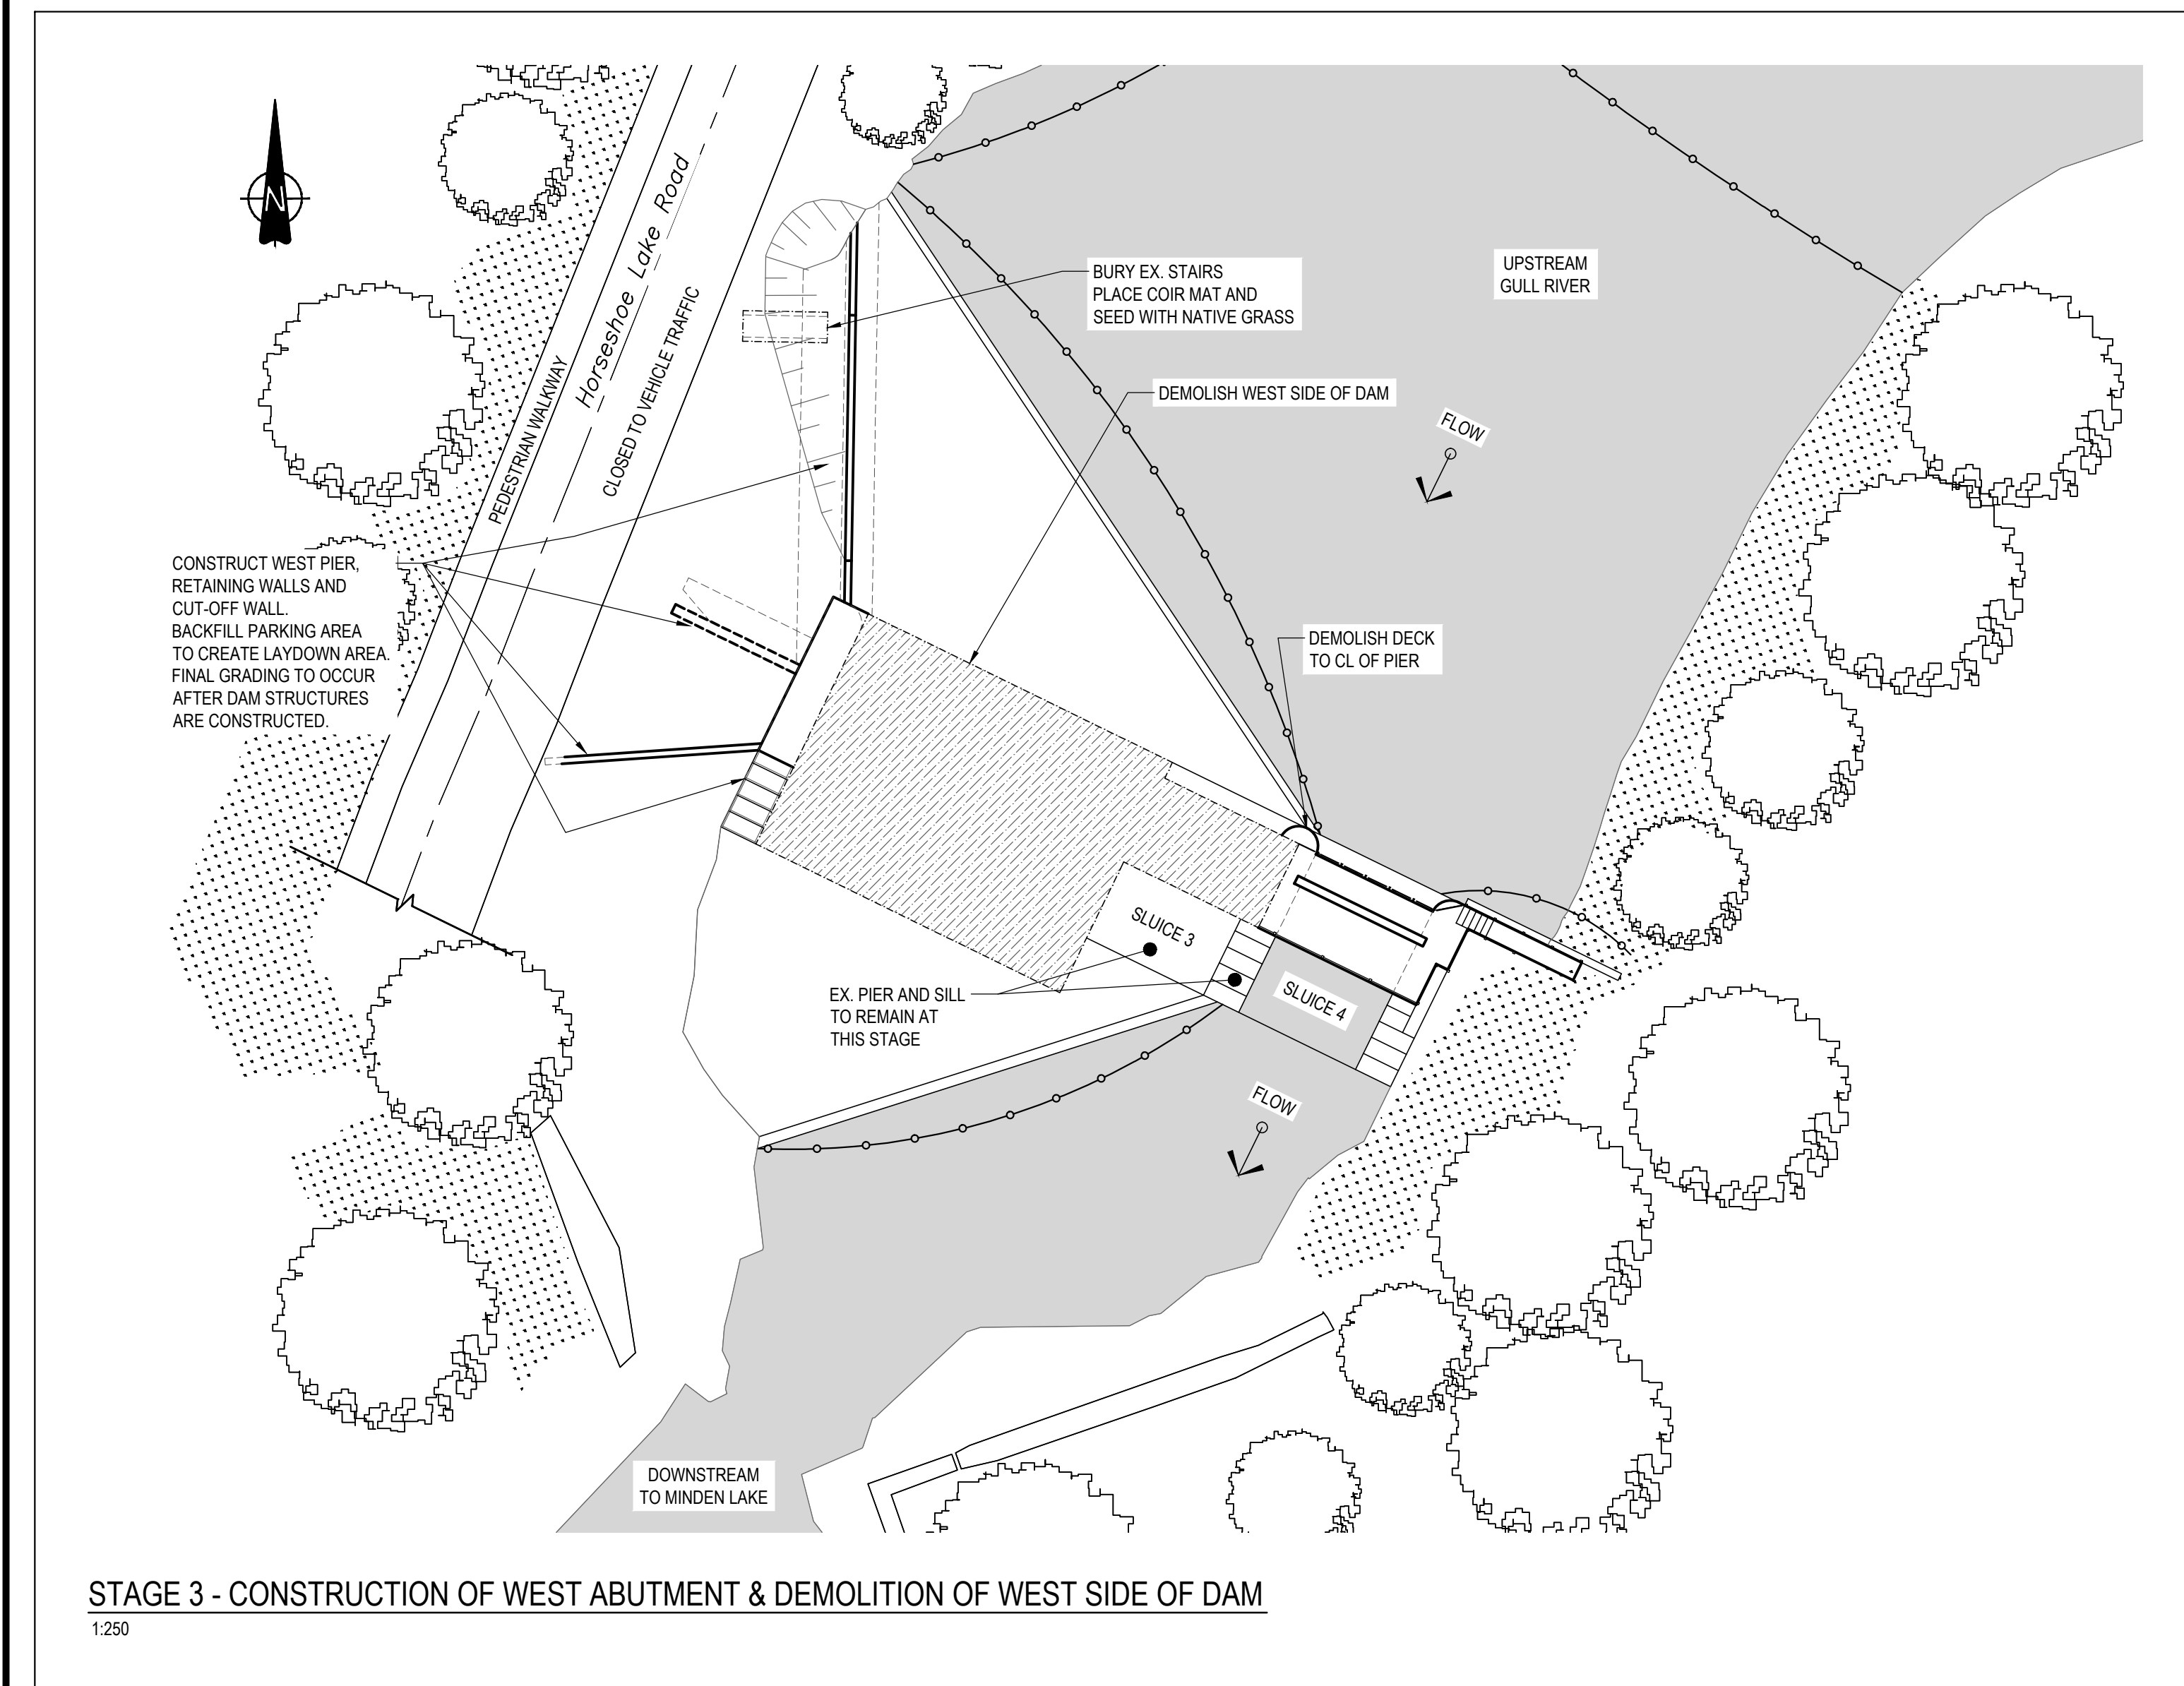 N
Horseshoe Lake Road
PEDESTRIAN WALKWAY
CLOSED TO VEHICLE TRAFFIC
BURY EX. STAIRS
PLACE COIR MAT AND
SEED WITH NATIVE GRASS
UPSTREAM
GULL RIVER
DEMOLISH WEST SIDE OF DAM
FLOW
CONSTRUCT WEST PIER,
RETAINING WALLS AND
CUT-OFF WALL.
BACKFILL PARKING AREA
TO CREATE LAYDOWN AREA.
FINAL GRADING TO OCCUR
AFTER DAM STRUCTURES
ARE CONSTRUCTED.
DEMOLISH DECK
TO CL OF PIER
SLUICE 3
EX. PIER AND SILL
TO REMAIN AT
THIS STAGE
SLUICE 4
FLOW
DOWNSTREAM
TO MINDEN LAKE
STAGE 3 - CONSTRUCTION OF WEST ABUTMENT & DEMOLITION OF WEST SIDE OF DAM
1:250